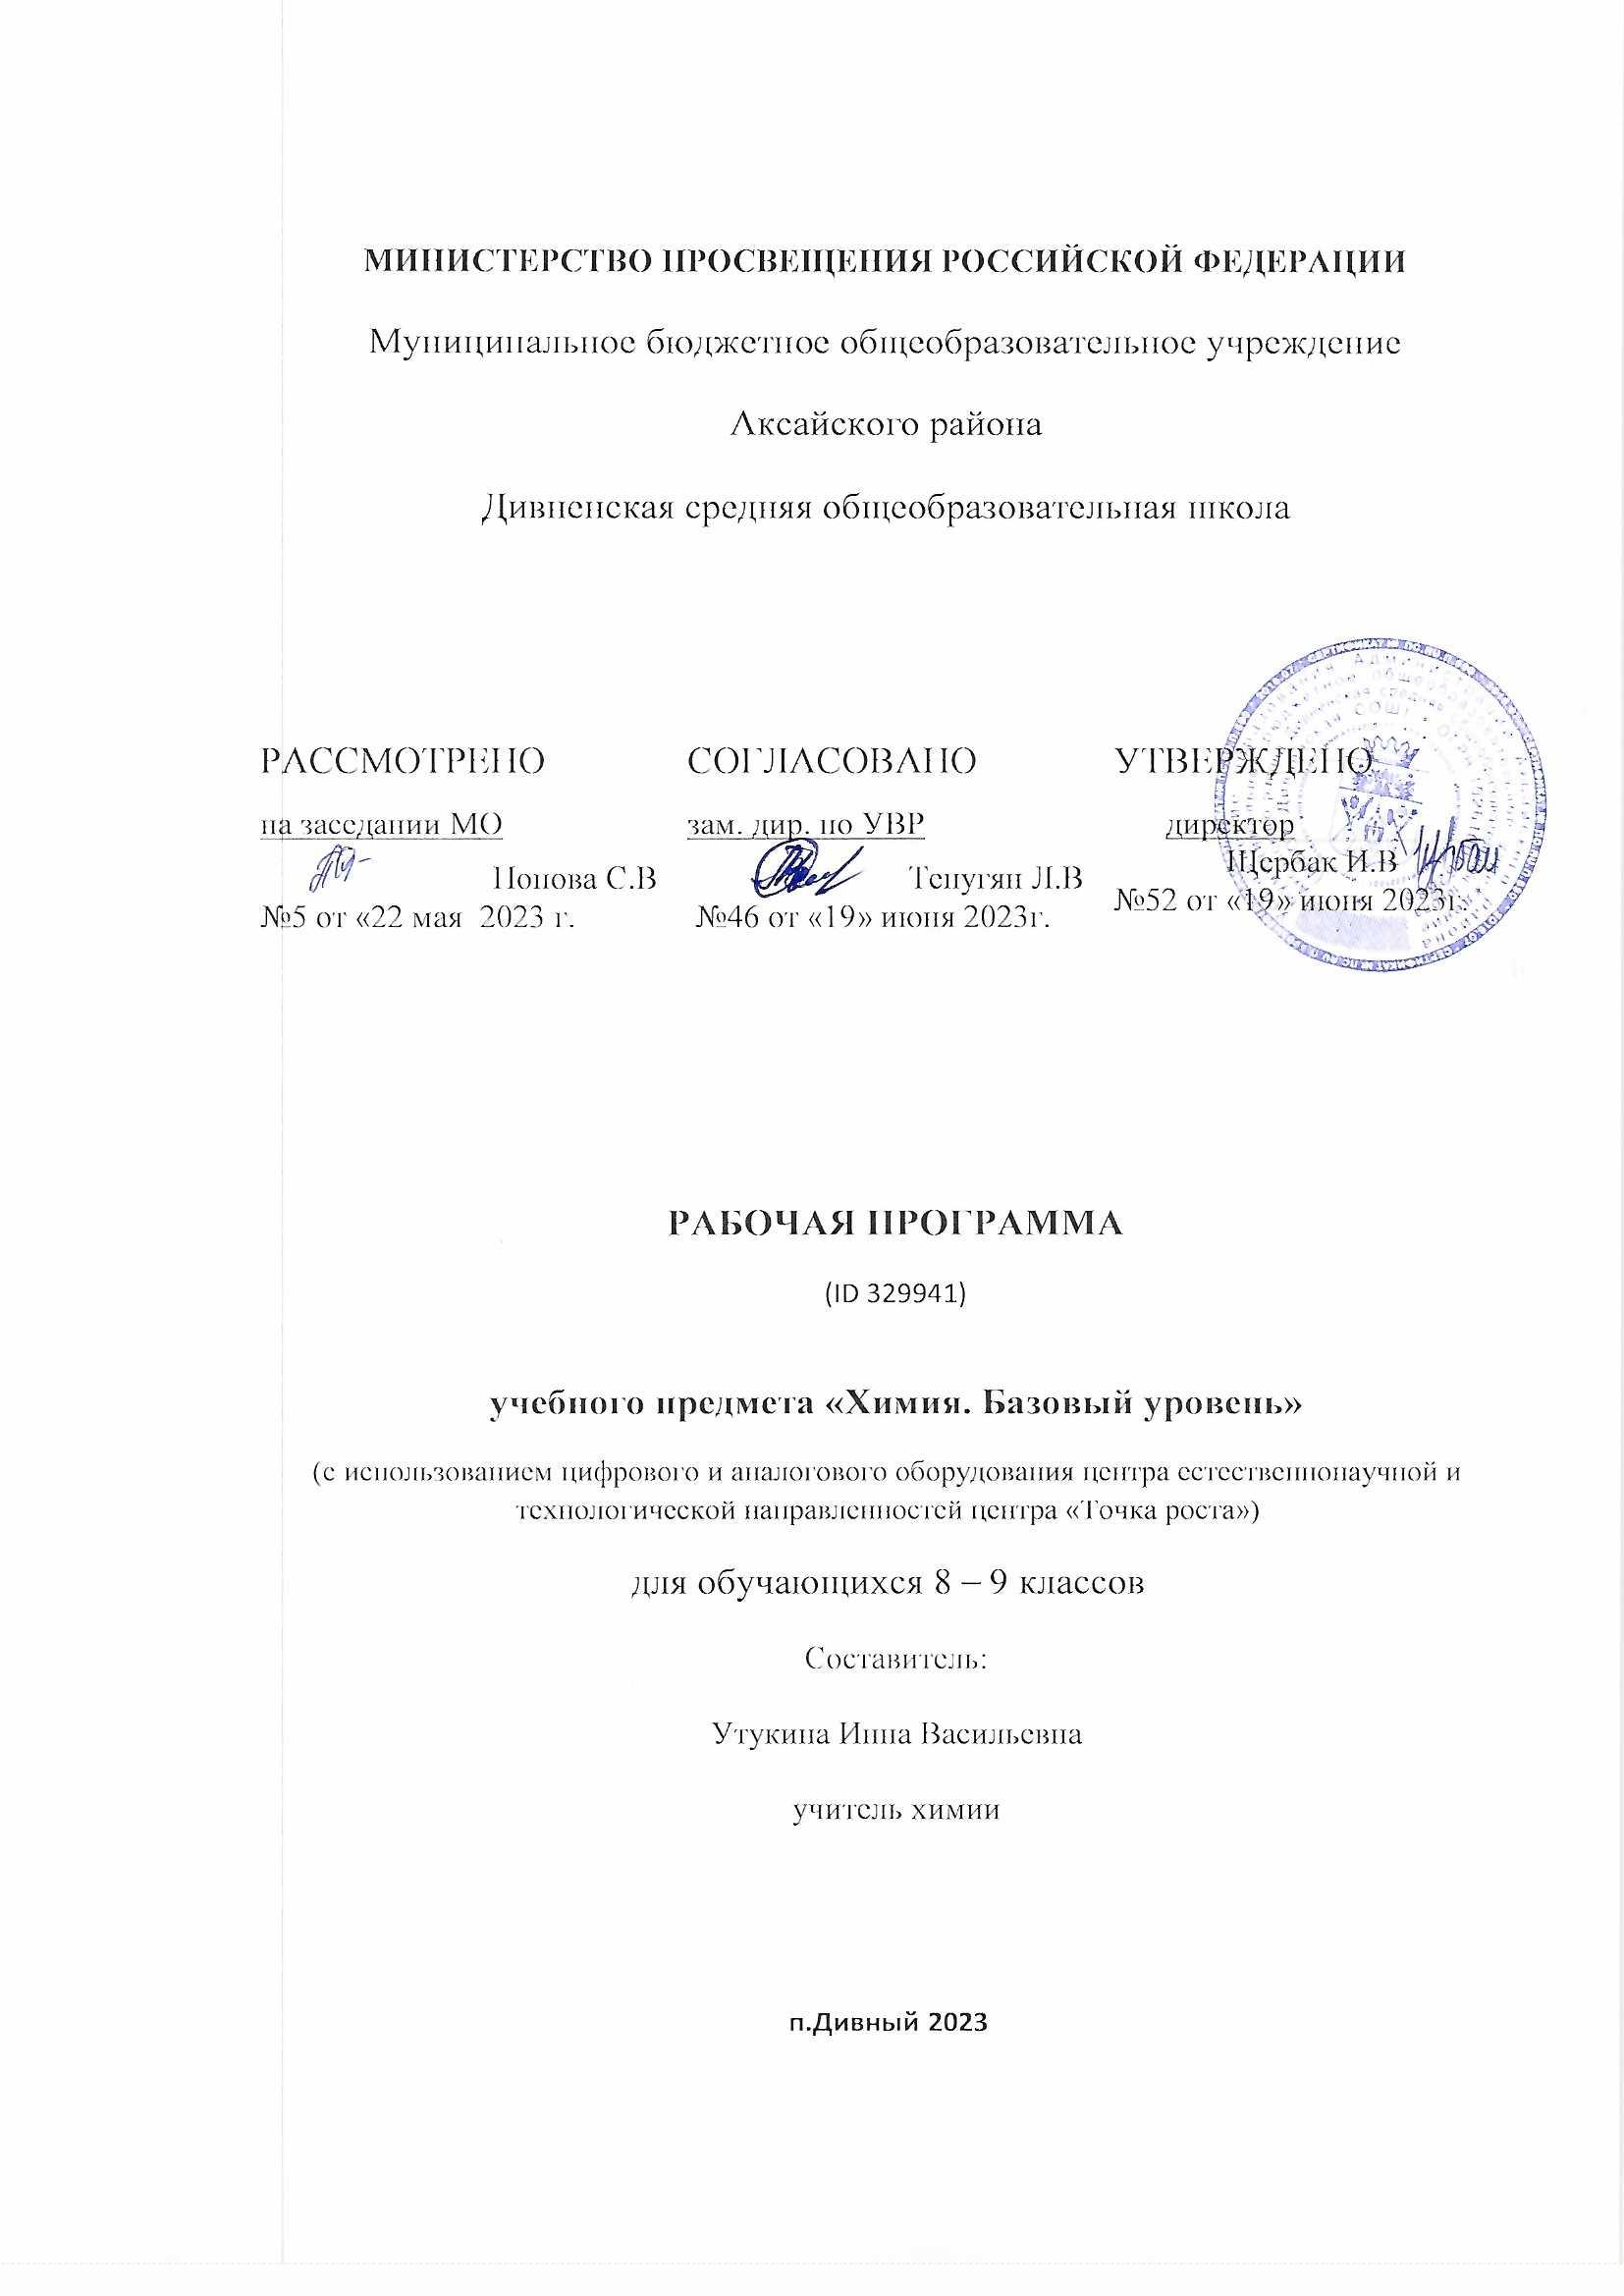 МИНИСТЕРСТВО ПРОСВЕЩЕНИЯ РОССИЙСКОЙ ФЕДЕРАЦИИ
Муниципальное бюджетное общеобразовательное учреждение
Аксайского района
Дивненская средняя общеобразовательная школа
РАССМОТРЕНО
на заседании МО
Попова С.В
№5 от «22 мая 2023 г.
СОГЛАСОВАНО
зам. дир. по УВР
Тепугян Л.В
№46 от «19» июня 2023г.
УТВЕРЖДЕНО
директор
Щербак И.В
№52 от «19» июня 2023г.
РАБОЧАЯ ПРОГРАММА
(ID 329941)
учебного предмета «Химия. Базовый уровень»
(с использованием цифрового и аналогового оборудования центра естественнонаучной и
технологической направленностей центра «Точка роста»)
для обучающихся 8 – 9 классов
Составитель:
Утукина Инна Васильевна
учитель химии
п.Дивный 2023